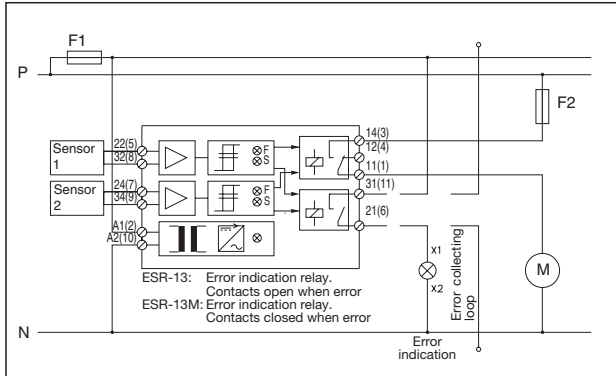 F1
P
F2
14(3)
12(4)
11(1)
31(11)
21(6)
Sensor
1
22(5)
32(8)
F
S
Sensor
2
24(7)
34(9)
F
S
A1(2)
A2(10)
X1
X2
M
Error collecting
loop
ESR-13: Error indication relay.
Contacts open when error
ESR-13M: Error indication relay.
Contacts closed when error
N
Error
indication